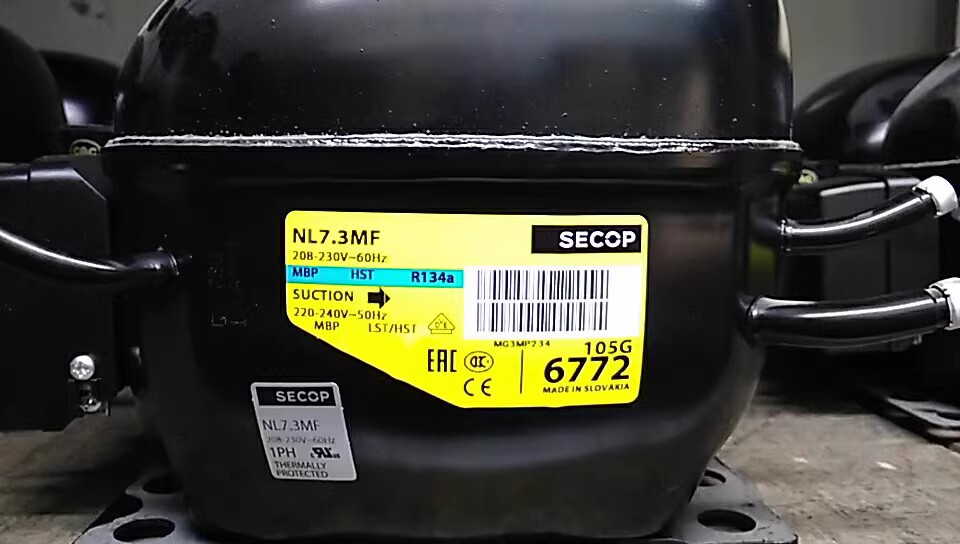 NL7.3MF
SECOP
208-230V~60Hz
MBP HST R134a
SUCTION
220-240V~50Hz
MBP LST/HST
MG3MP234
105G
6772
MADE IN SLOVAKIA
EAC
CCC
CE
SECOP
NL7.3MF
208-230V~60Hz
1PH
THERMALLY
PROTECTED